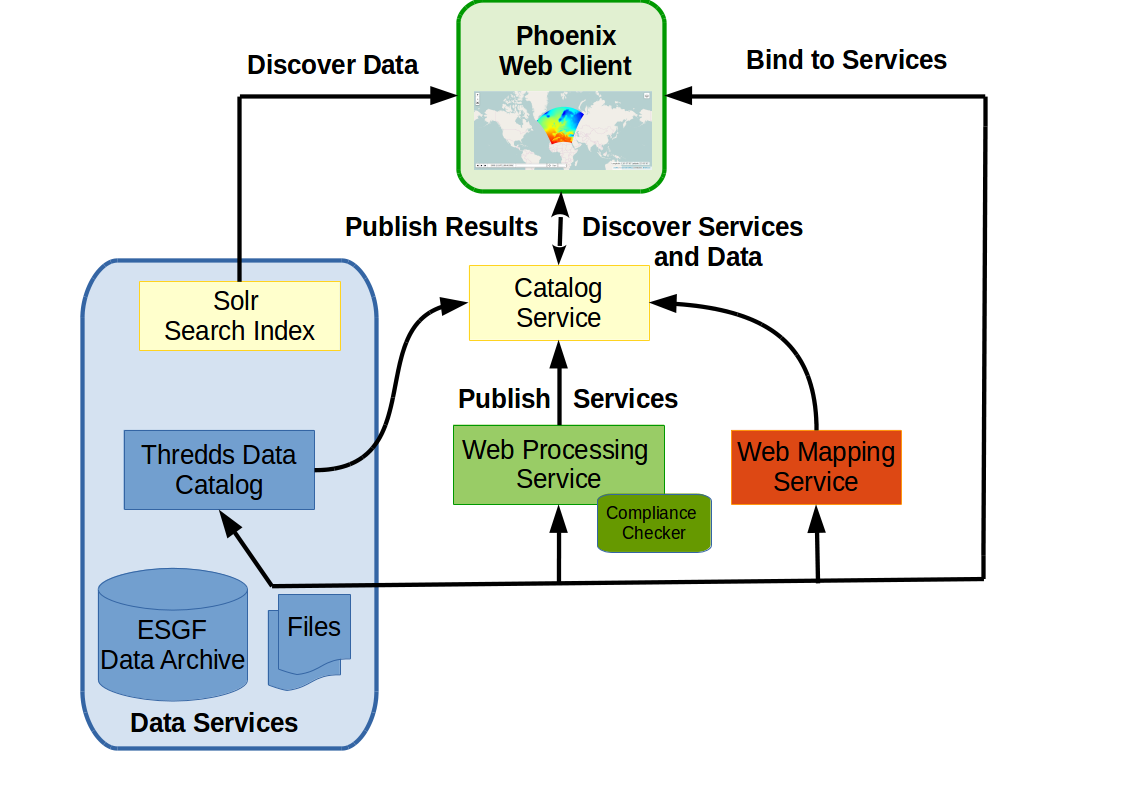 Phoenix
Web Client
Discover Data
Bind to Services
Publish Results
Discover Services
and Data
Solr
Search Index
Catalog
Service
Publish Services
Thredds Data
Catalog
Web Processing
Service
Web Mapping
Service
Compliance
Checker
ESGF
Data Archive
Files
Data Services